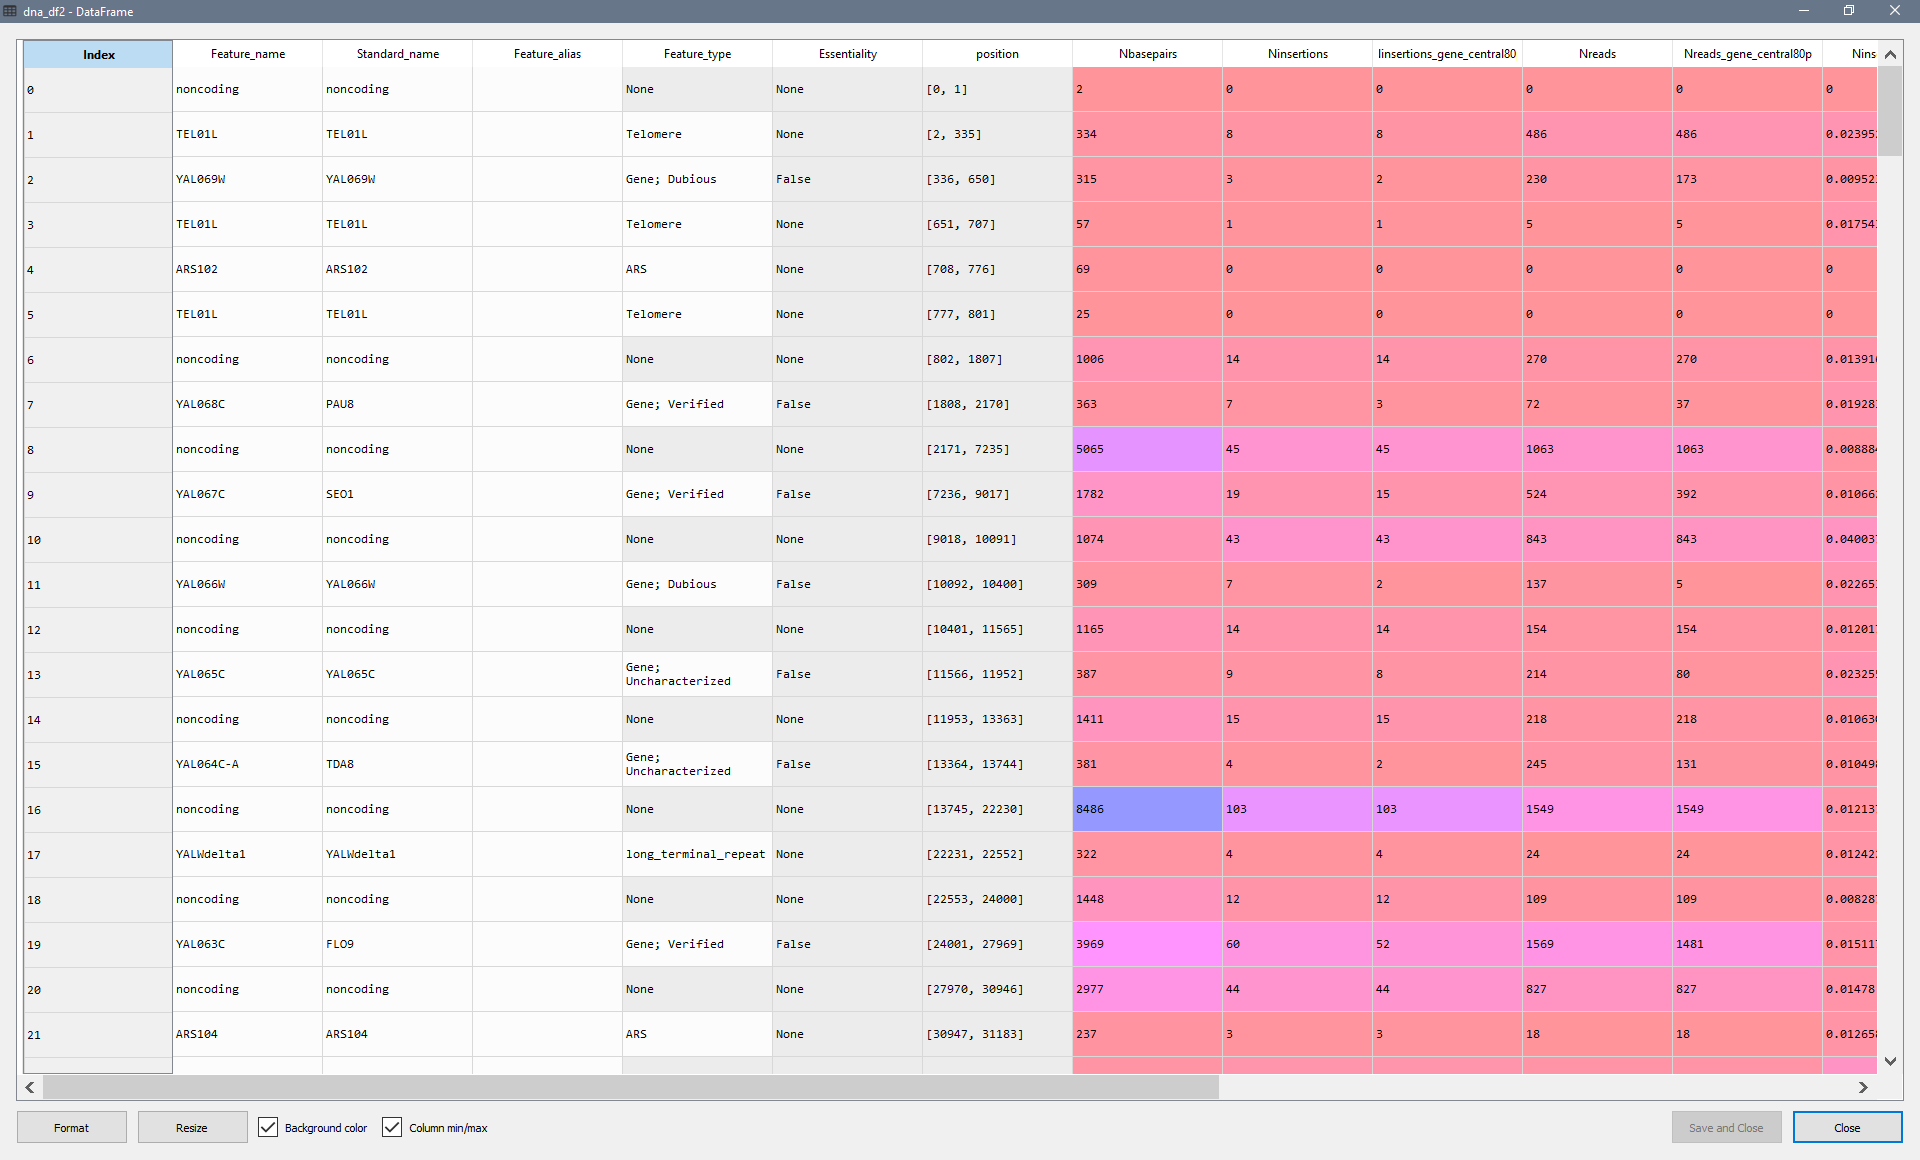 dna_df2 - DataFrame
Index Feature_name Standard_name Feature_alias Feature_type Essentiality position Nbasepairs Ninsertions linsertions_gene_central80 Nreads Nreads_gene_central80p Nins
0 noncoding noncoding None None [0, 1] 2 0 0 0 0 0
1 TEL01L TEL01L Telomere None [2, 335] 334 8 8 486 486 0.02395
2 YAL069W YAL069W Gene; Dubious False [336, 650] 315 3 2 230 173 0.00952
3 TEL01L TEL01L Telomere None [651, 707] 57 1 1 5 5 0.01754
4 ARS102 ARS102 ARS None [708, 776] 69 0 0 0 0 0
5 TEL01L TEL01L Telomere None [777, 801] 25 0 0 0 0 0
6 noncoding noncoding None None [802, 1807] 1006 14 14 270 270 0.01391
7 YAL068C PAU8 Gene; Verified False [1808, 2170] 363 7 3 72 37 0.01928
8 noncoding noncoding None None [2171, 7235] 5065 45 45 1063 1063 0.00888
9 YAL067C SEO1 Gene; Verified False [7236, 9017] 1782 19 15 524 392 0.01066
10 noncoding noncoding None None [9018, 10091] 1074 43 43 843 843 0.04003
11 YAL066W YAL066W Gene; Dubious False [10092, 10400] 309 7 2 137 5 0.02265
12 noncoding noncoding None None [10401, 11565] 1165 14 14 154 154 0.01201
13 YAL065C YAL065C Gene; Uncharacterized False [11566, 11952] 387 9 8 214 80 0.02325
14 noncoding noncoding None None [11953, 13363] 1411 15 15 218 218 0.01063
15 YAL064C-A TDA8 Gene; Uncharacterized False [13364, 13744] 381 4 2 245 131 0.01049
16 noncoding noncoding None None [13745, 22230] 8486 103 103 1549 1549 0.01213
17 YALWdelta1 YALWdelta1 long_terminal_repeat None [22231, 22552] 322 4 4 24 24 0.01242
18 noncoding noncoding None None [22553, 24000] 1448 12 12 109 109 0.00828
19 YAL063C FLO9 Gene; Verified False [24001, 27969] 3969 60 52 1569 1481 0.01511
20 noncoding noncoding None None [27970, 30946] 2977 44 44 827 827 0.01478
21 ARS104 ARS104 ARS None [30947, 31183] 237 3 3 18 18 0.01265
Format Resize Background color Column min/max Save and Close Close